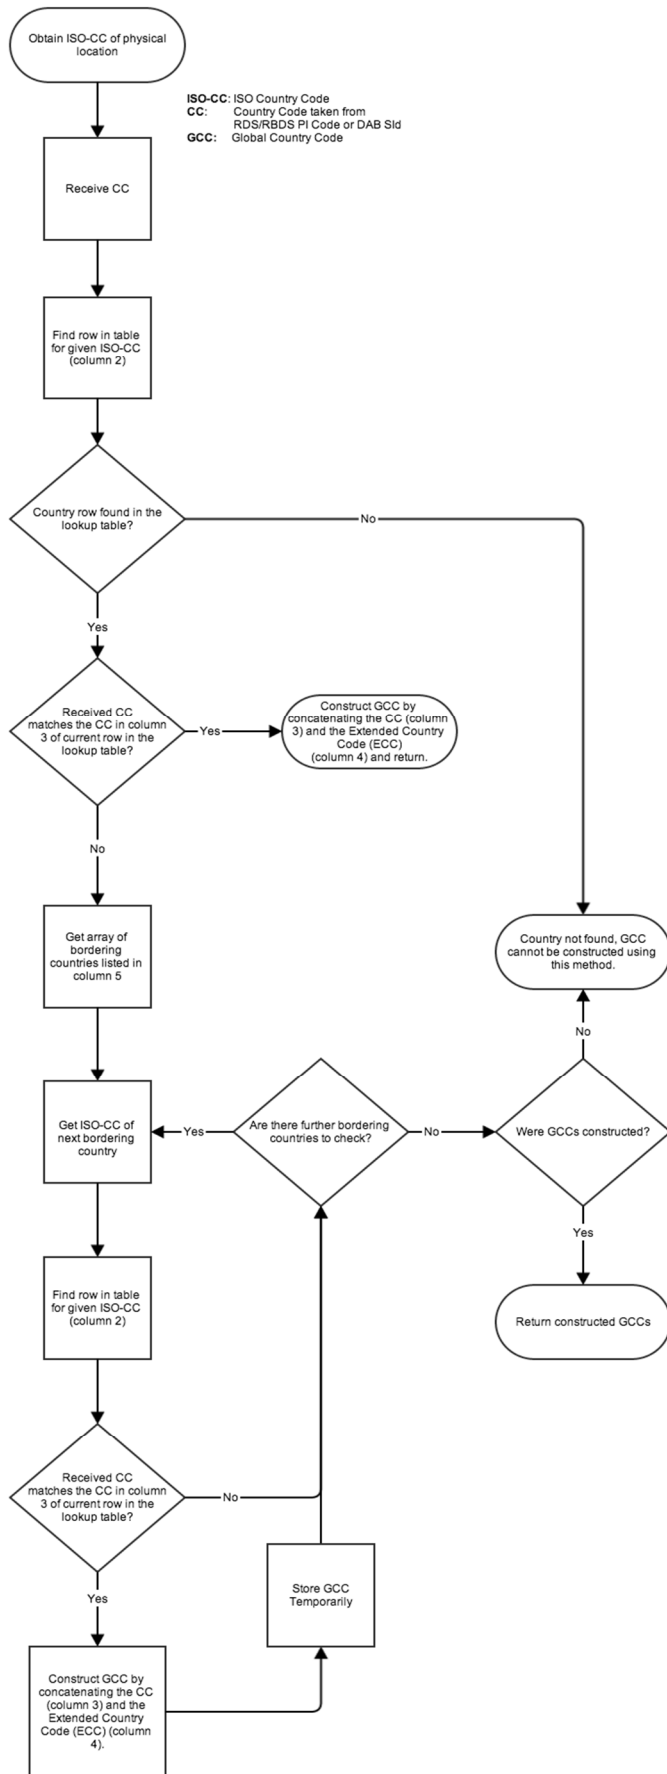 Obtain ISO-CC of physical
location
ISO-CC: ISO Country Code
CC: Country Code taken from
RDS/RBDS PI Code or DAB SId
GCC: Global Country Code
Receive CC
Find row in table
for given ISO-CC
(column 2)
Country row found in the
lookup table?
No
Yes
Received CC
matches the CC in column
3 of current row in the
lookup table?
Yes
Construct GCC by
concatenating the CC (column
3) and the Extended Country
Code (ECC)
(column 4) and return.
No
Get array of
bordering
countries listed in
column 5
Country not found, GCC
cannot be constructed using
this method.
No
Get ISO-CC of
next bordering
country
Yes
Are there further bordering
countries to check?
No
Were GCCs constructed?
Yes
Find row in table
for given ISO-CC
(column 2)
Return constructed GCCs
Received CC
matches the CC in column
3 of current row in the
lookup table?
No
Yes
Store GCC
Temporarily
Construct GCC by
concatenating the CC
(column 3) and the
Extended Country
Code (ECC) (column
4).